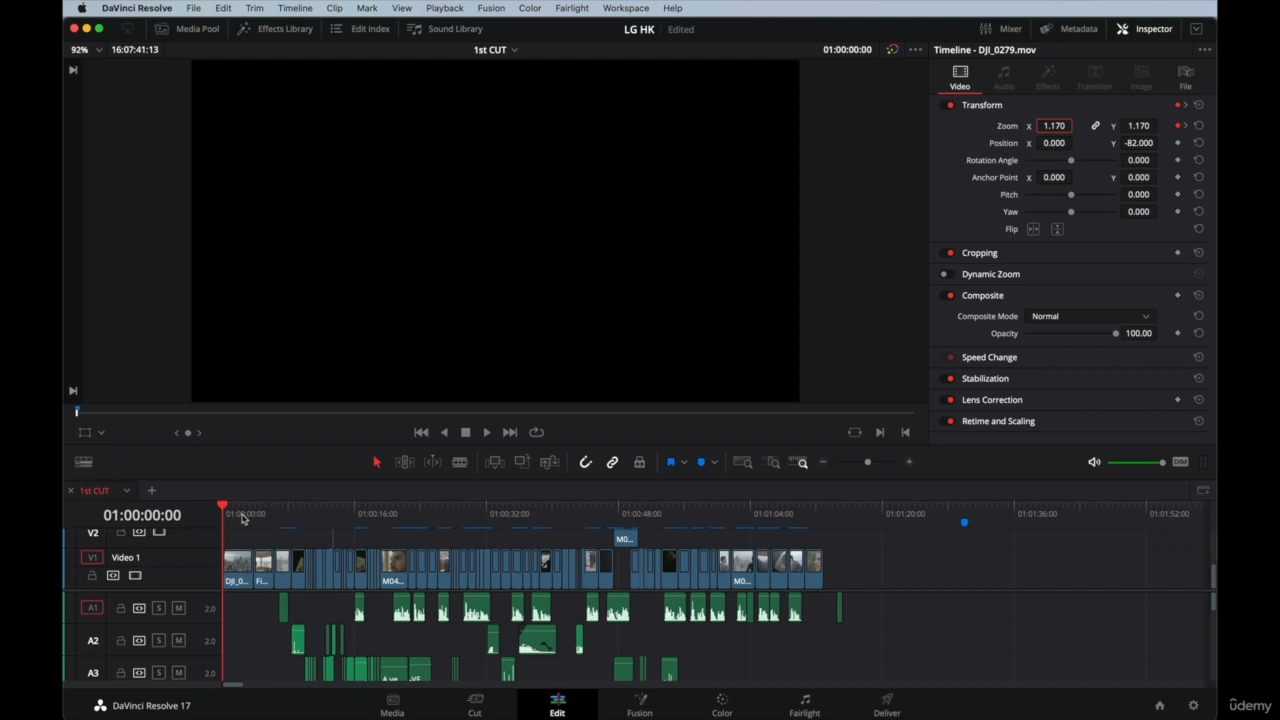 DaVinci Resolve File Edit Trim Timeline Clip Mark View Playback Fusion Color Fairlight Workspace Help
Media Pool Effects Library Edit Index Sound Library LG HK Edited Mixer Metadata Inspector
92% 16:07:41:13 1st CUT 01:00:00:00 Timeline - DJI_0279.mov
Video Audio Effects Transition Image File
Transform
Zoom X 1.170 Y 1.170
Position X 0.000 Y -82.000
Rotation Angle 0.000
Anchor Point X 0.000 Y 0.000
Pitch 0.000
Yaw 0.000
Flip
Cropping
Dynamic Zoom
Composite
Composite Mode Normal
Opacity 100.00
Speed Change
Stabilization
Lens Correction
Retime and Scaling
DIM
1st CUT
01:00:00:00 01:00:00:00 01:00:16:00 01:00:32:00 01:00:48:00 01:01:04:00 01:01:20:00 01:01:36:00 01:01:52:00
V2 M0...
V1 Video 1
DJI_0... Fi... M04... M0...
A1 S M 2.0
A2 S M 2.0
A3 S M 2.0
DaVinci Resolve 17 Media Cut Edit Fusion Color Fairlight Deliver
ûdemy